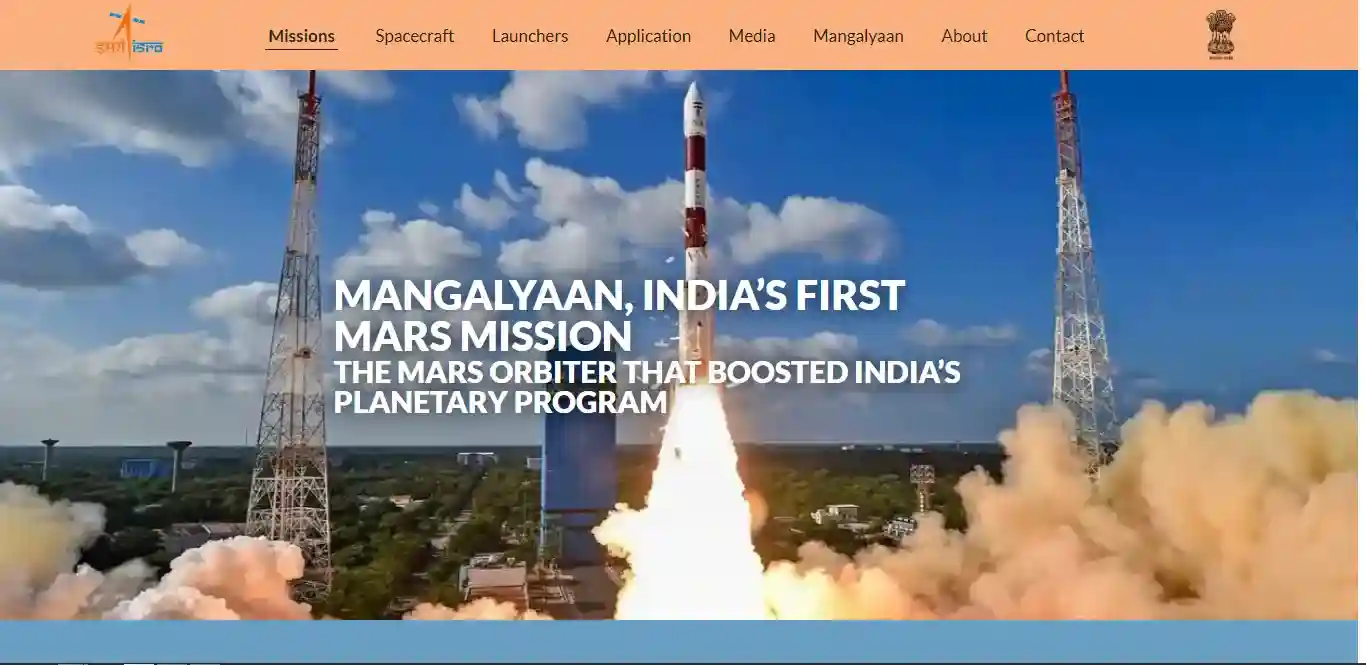 इसरो isro
Missions Spacecraft Launchers Application Media Mangalyaan About Contact
MANGALYAAN, INDIA’S FIRST
MARS MISSION
THE MARS ORBITER THAT BOOSTED INDIA’S
PLANETARY PROGRAM